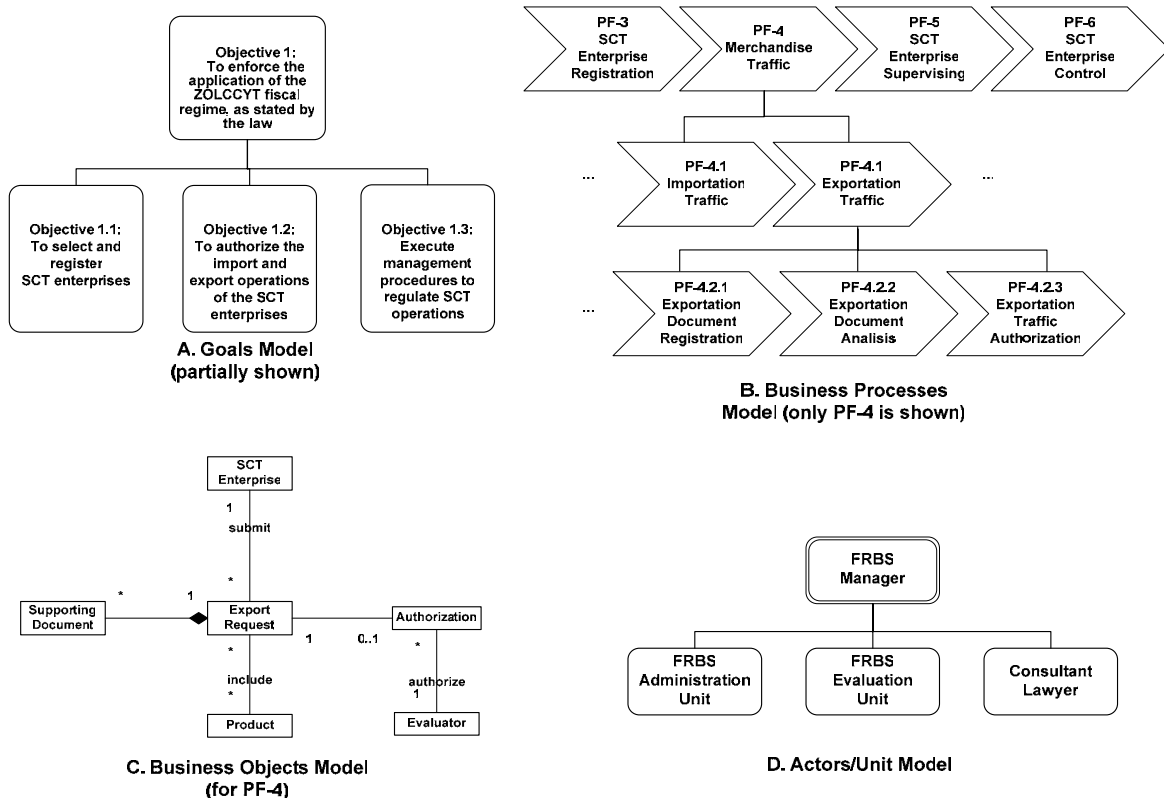 Objective 1;
To enforce the
application of the
ZOLCCYT fiscal
regime, as stated by
the law
Objective 1.1;
To select and
register
SCT enterprises
Objective 1.2;
To authorize the
import and
export operations
of the SCT
enterprises
Objective 1.3;
Execute
management
procedures to
regulate SCT
operations
A. Goals Model
(partially shown)
PF-3
SCT
Enterprise
Registration
PF-4
Merchandise
Traffic
PF-5
SCT
Enterprise
Supervising
PF-6
SCT
Enterprise
Control
...
PF-4.1
Importation
Traffic
PF-4.1
Exportation
Traffic
...
...
PF-4.2.1
Exportation
Document
Registration
PF-4.2.2
Exportation
Document
Analisis
PF-4.2.3
Exportation
Traffic
Authorization
B. Business Processes
Model (only PF-4 is shown)
SCT
Enterprise
1
submit
*
Supporting
Document
*
1
Export
Request
1
0..1
Authorization
*
include
*
Product
*
authorize
1
Evaluator
C. Business Objects Model
(for PF-4)
FRBS
Manager
FRBS
Administration
Unit
FRBS
Evaluation
Unit
Consultant
Lawyer
D. Actors/Unit Model